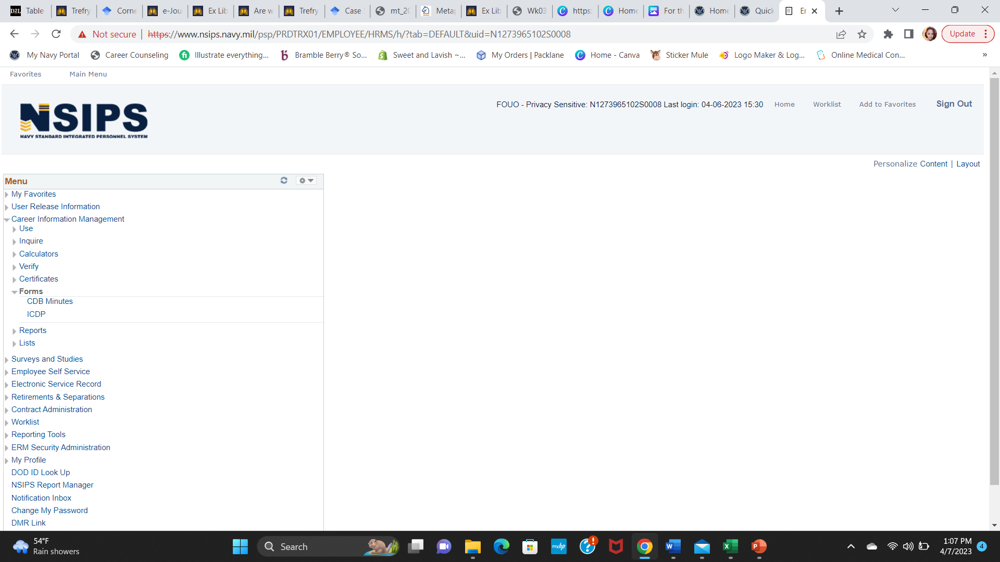 Table
Trefry
Corne
e-Jou
Ex Lib
Are w
Trefry
Case
mt_20
Metap
Ex Lib
Wk03
https:
Home
For th
Home
Quick
Er
Not secure | https://www.nsips.navy.mil/psp/PRDTRX01/EMPLOYEE/HRMS/h/?tab=DEFAULT&uid=N1273965102S0008
Update
My Navy Portal
Career Counseling
Illustrate everything...
Bramble Berry® So...
Sweet and Lavish ~...
My Orders | Packlane
Home - Canva
Sticker Mule
Logo Maker & Log...
Online Medical Con...
»
Favorites
Main Menu
NSIPS
NAVY STANDARD INTEGRATED PERSONNEL SYSTEM
FOUO - Privacy Sensitive: N1273965102S0008 Last login: 04-06-2023 15:30
Home
Worklist
Add to Favorites
Sign Out
Personalize Content | Layout
Menu
My Favorites
User Release Information
Career Information Management
Use
Inquire
Calculators
Verify
Certificates
Forms
CDB Minutes
ICDP
Reports
Lists
Surveys and Studies
Employee Self Service
Electronic Service Record
Retirements & Separations
Contract Administration
Worklist
Reporting Tools
ERM Security Administration
My Profile
DOD ID Look Up
NSIPS Report Manager
Notification Inbox
Change My Password
DMR Link
54°F
Rain showers
Search
myhp
1:07 PM
4/7/2023
4